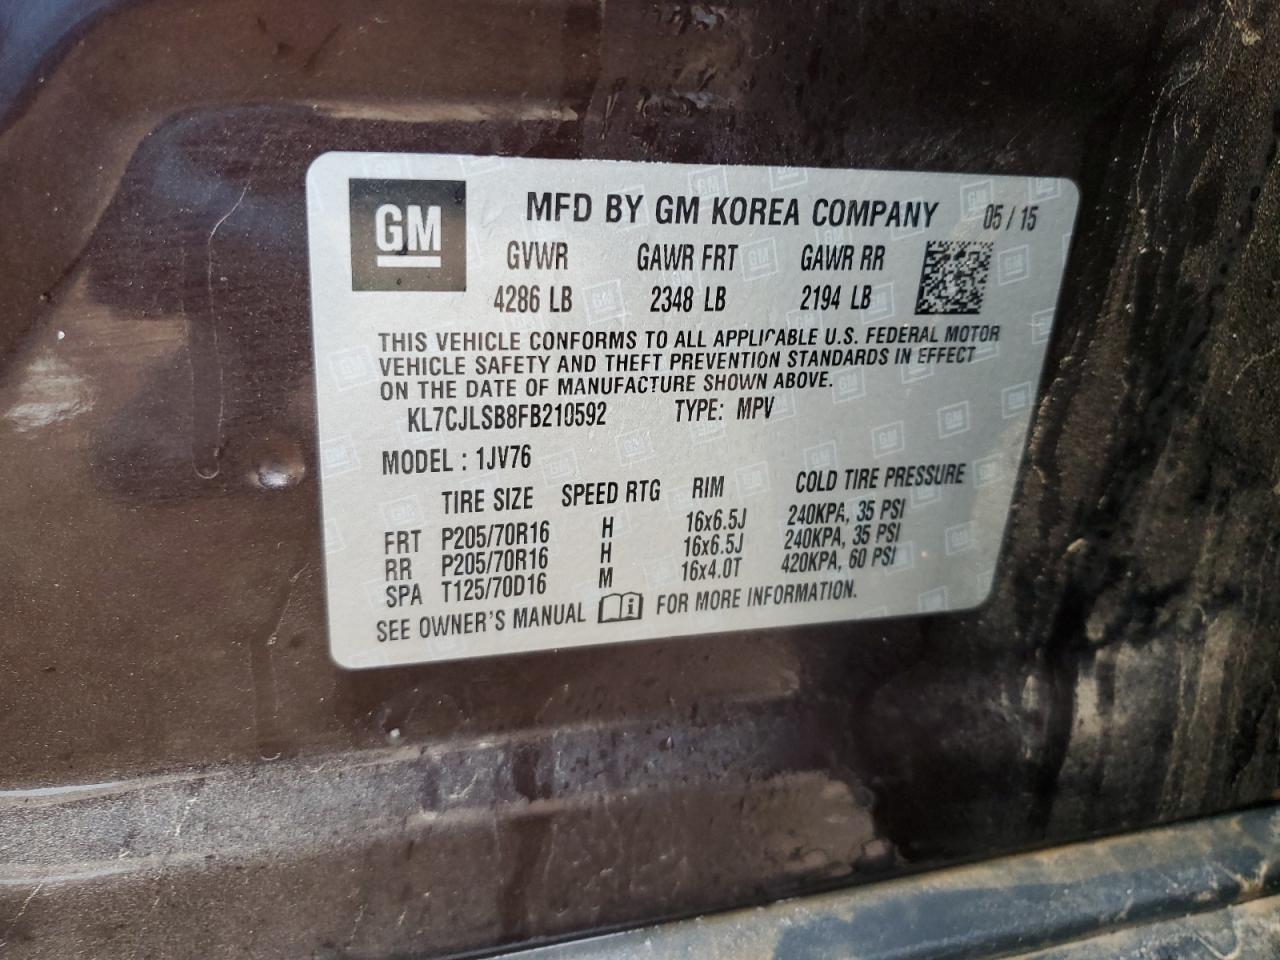 GM
MFD BY GM KOREA COMPANY 05 / 15
GVWR GAWR FRT GAWR RR
4286 LB 2348 LB 2194 LB
THIS VEHICLE CONFORMS TO ALL APPLICABLE U.S. FEDERAL MOTOR
VEHICLE SAFETY AND THEFT PREVENTION STANDARDS IN EFFECT
ON THE DATE OF MANUFACTURE SHOWN ABOVE.
KL7CJLSB8FB210592 TYPE: MPV
MODEL : 1JV76
TIRE SIZE SPEED RTG RIM COLD TIRE PRESSURE
FRT P205/70R16 H 16x6.5J 240KPA, 35 PSI
RR P205/70R16 H 16x6.5J 240KPA, 35 PSI
SPA T125/70D16 M 16x4.0T 420KPA, 60 PSI
SEE OWNER'S MANUAL FOR MORE INFORMATION.